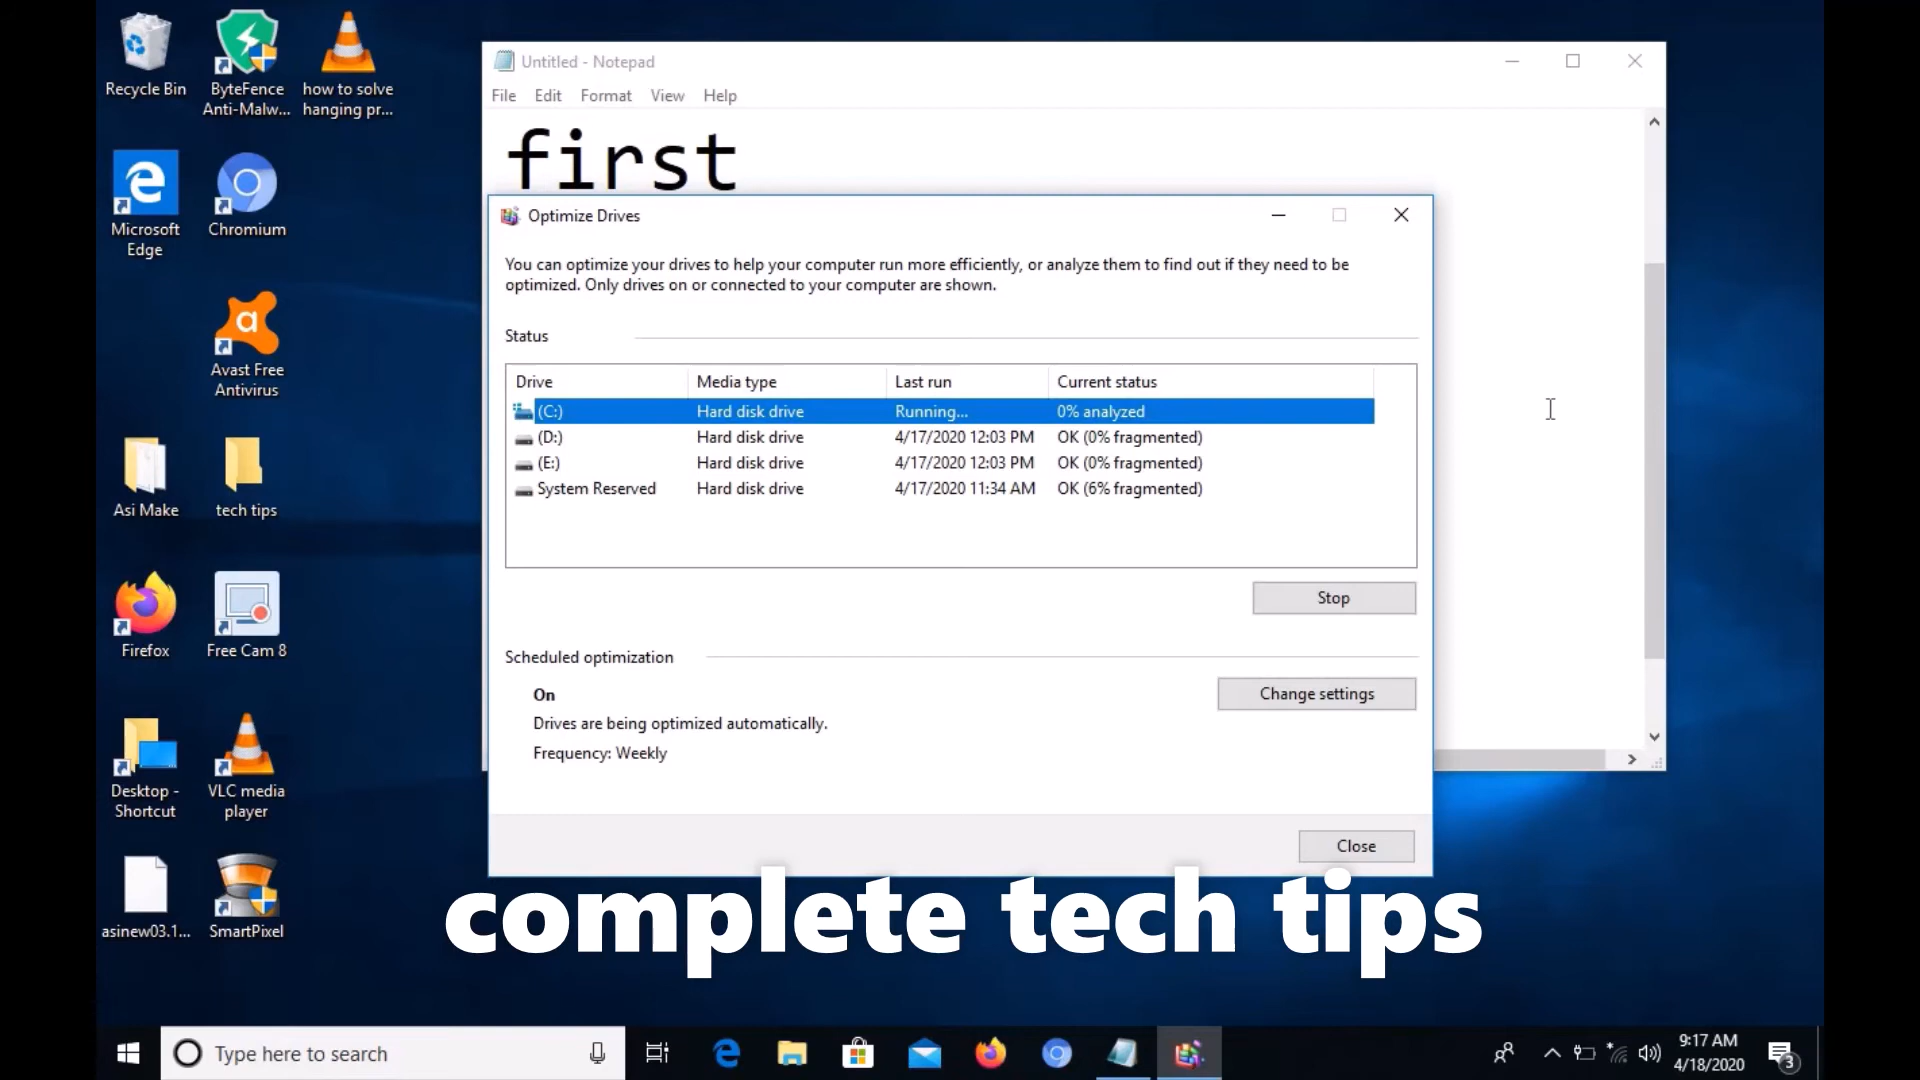 Recycle Bin
ByteFence
Anti-Malw...
how to solve
hanging pr...
Microsoft
Edge
Chromium
Avast Free
Antivirus
Asi Make
tech tips
Firefox
Free Cam 8
Desktop -
Shortcut
VLC media
player
asinew03.1...
SmartPixel
Untitled - Notepad
File Edit Format View Help
first
Optimize Drives
You can optimize your drives to help your computer run more efficiently, or analyze them to find out if they need to be
optimized. Only drives on or connected to your computer are shown.
Status
Drive Media type Last run Current status
(C:) Hard disk drive Running... 0% analyzed
(D:) Hard disk drive 4/17/2020 12:03 PM OK (0% fragmented)
(E:) Hard disk drive 4/17/2020 12:03 PM OK (0% fragmented)
System Reserved Hard disk drive 4/17/2020 11:34 AM OK (6% fragmented)
Stop
Scheduled optimization
On
Change settings
Drives are being optimized automatically.
Frequency: Weekly
Close
complete tech tips
Type here to search
9:17 AM
4/18/2020
3